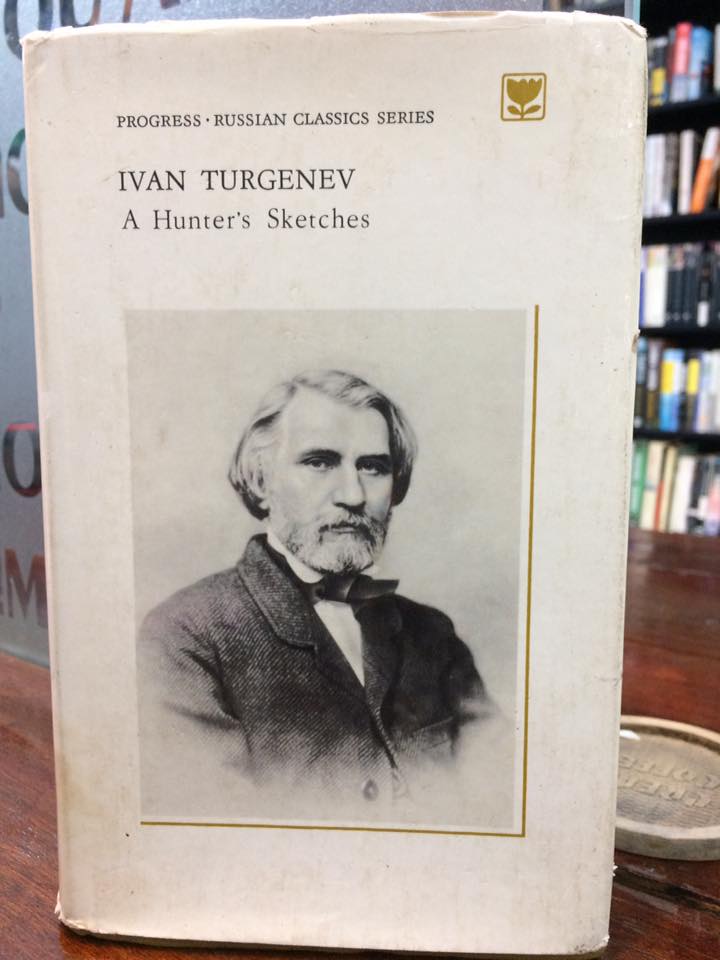 PROGRESS · RUSSIAN CLASSICS SERIES
IVAN TURGENEV
A Hunter's Sketches